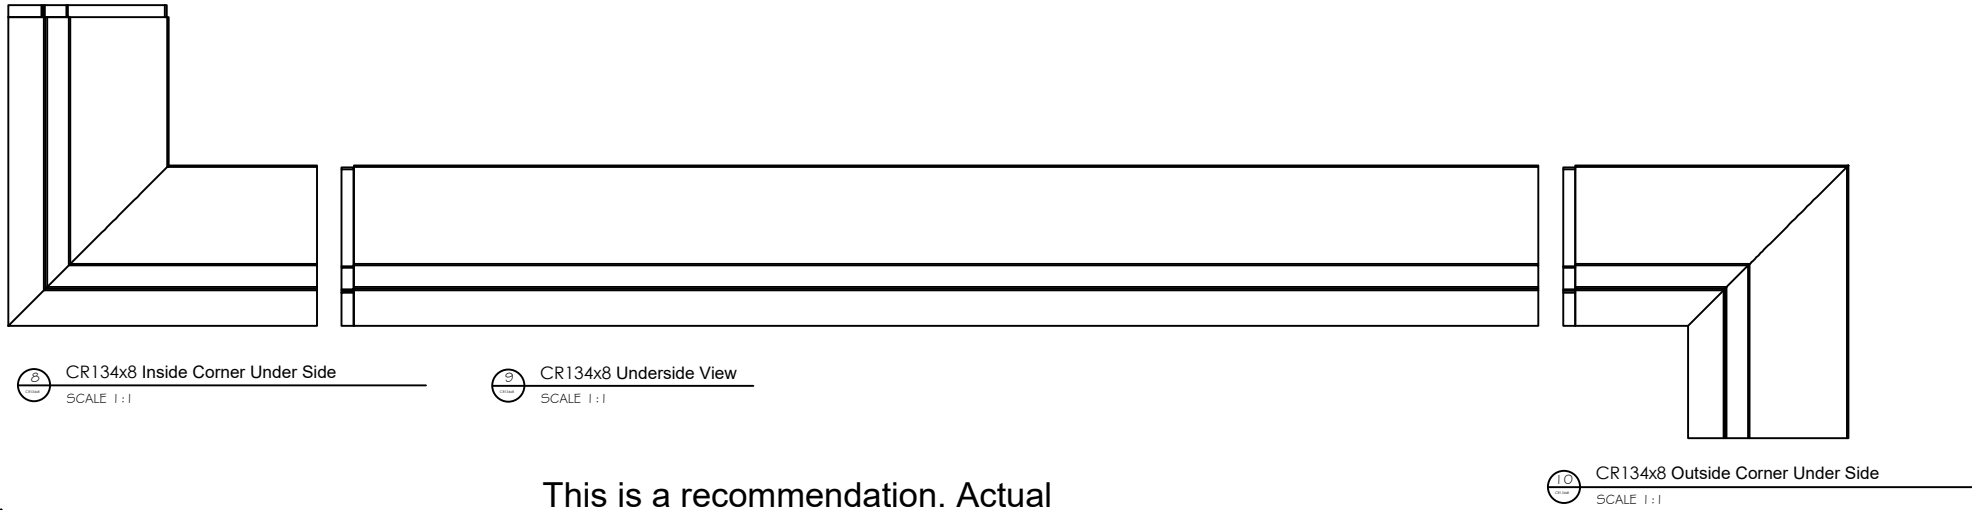 8 CR134x8 Inside Corner Under Side
SCALE 1:1
9 CR134x8 Underside View
SCALE 1:1
10 CR134x8 Outside Corner Under Side
SCALE 1:1
This is a recommendation. Actual